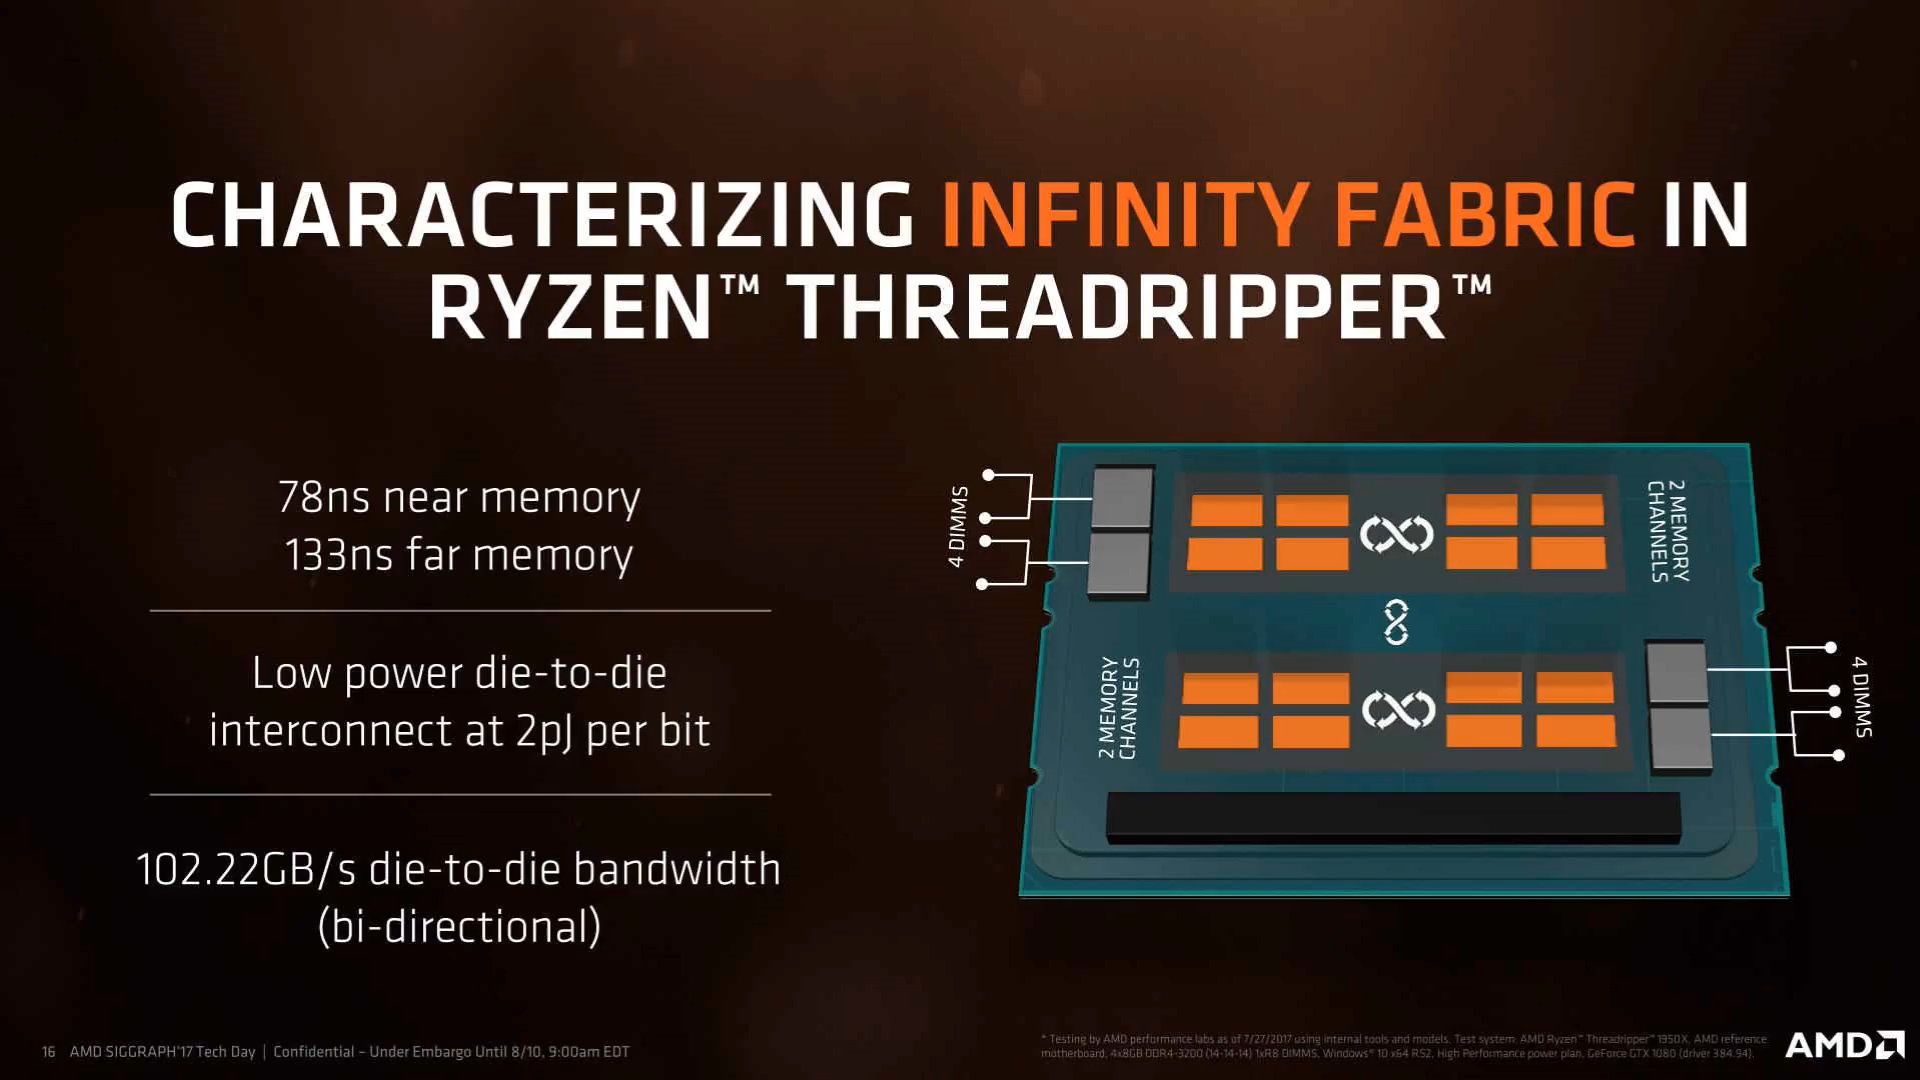 CHARACTERIZING INFINITY FABRIC IN
RYZEN™ THREADRIPPER™
78ns near memory
133ns far memory
Low power die-to-die
interconnect at 2pJ per bit
102.22GB/s die-to-die bandwidth
(bi-directional)
4 DIMMS
2 MEMORY
CHANNELS
2 MEMORY
CHANNELS
4 DIMMS
16 AMD SIGGRAPH'17 Tech Day | Confidential – Under Embargo Until 8/10, 9:00am EDT
* Testing by AMD performance labs as of 7/27/2017 using internal tools and models. Test system: AMD Ryzen™ Threadripper™ 1950X, AMD reference
motherboard, 4x8GB DDR4-3200 (14-14-14) 1xR8 DIMMS, Windows® 10 x64 RS2, High Performance power plan, GeForce GTX 1080 (driver 384.94).
AMD